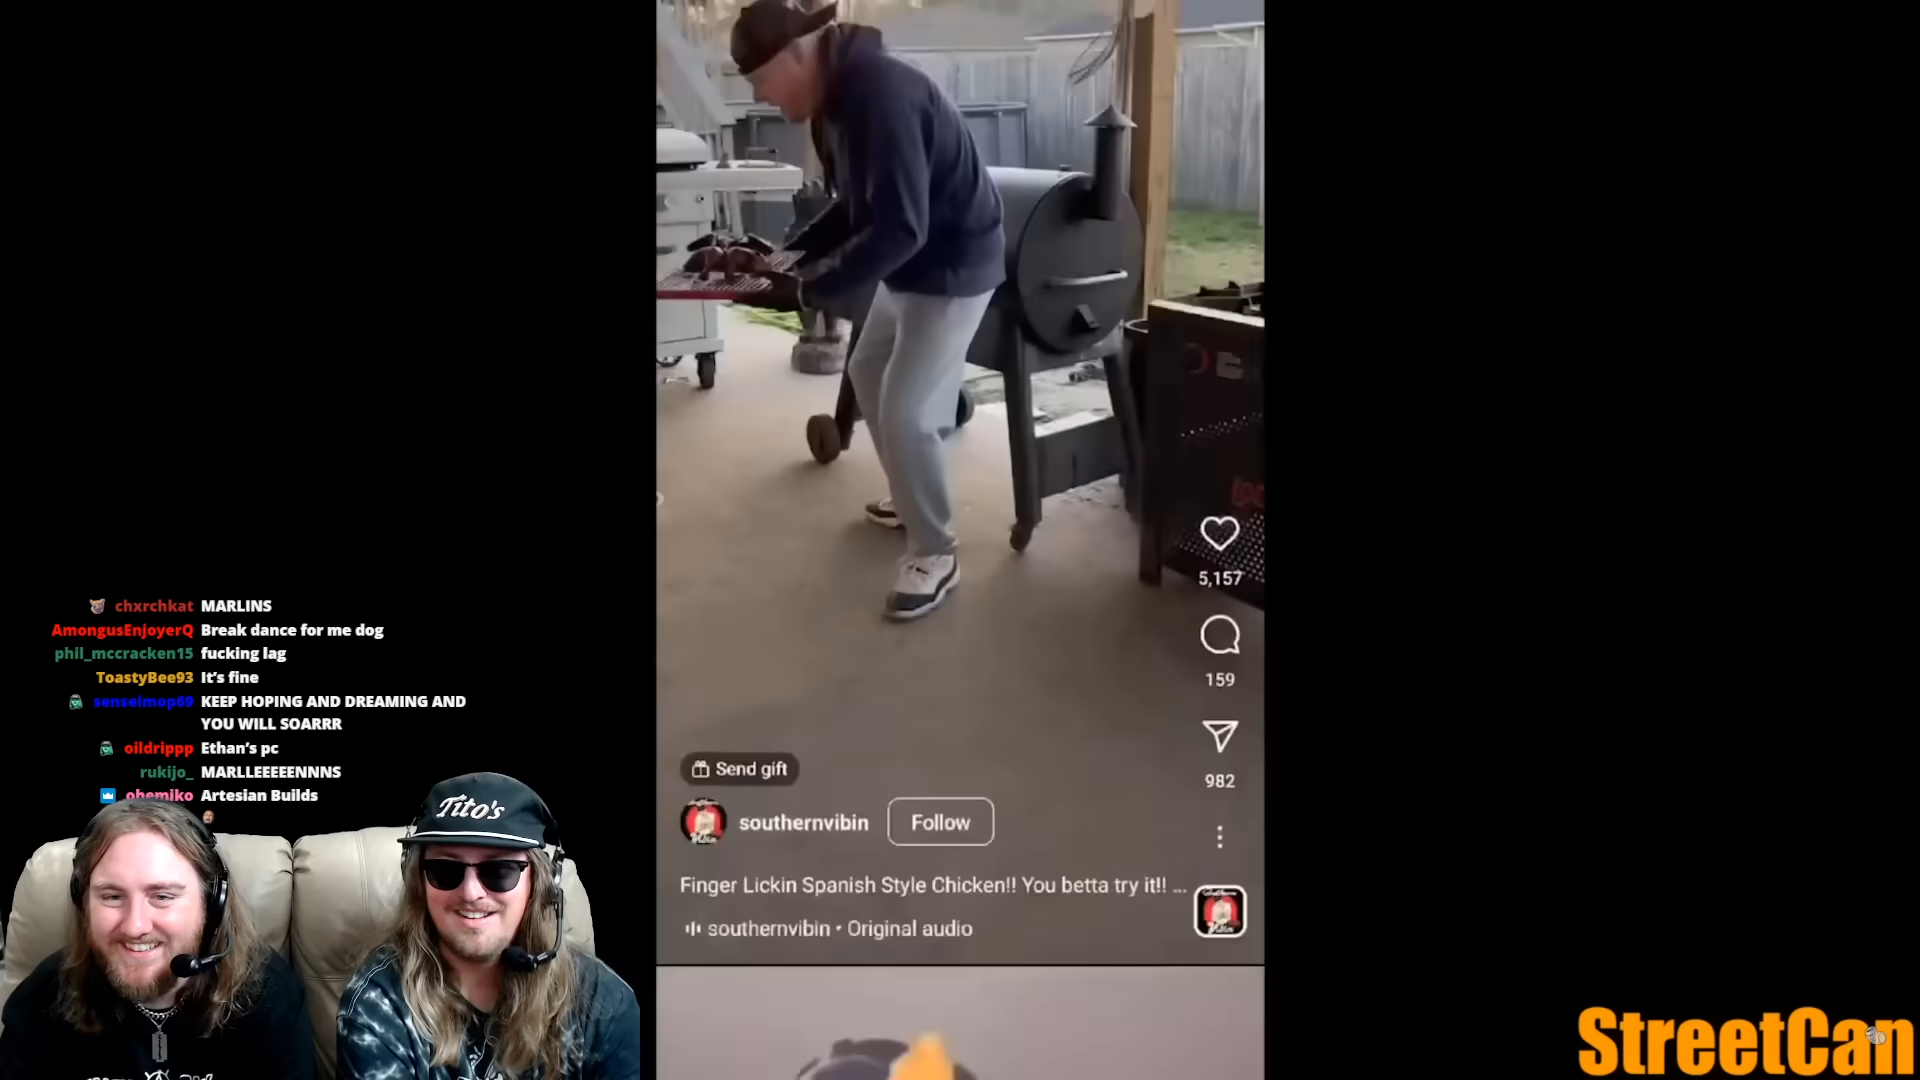 chxrchkat MARLINS
AmongusEnjoyerQ Break dance for me dog
phil_mccracken15 fucking lag
ToastyBee93 It's fine
senseimop69 KEEP HOPING AND DREAMING AND
YOU WILL SOARRR
oildrippp Ethan's pc
rukijo_ MARLLEEEEENNNS
ohemiko Artesian Builds
Tito's
5,157
159
982
Send gift
southernvibin Follow
Finger Lickin Spanish Style Chicken!! You betta try it!! ...
southernvibin • Original audio
StreetCan